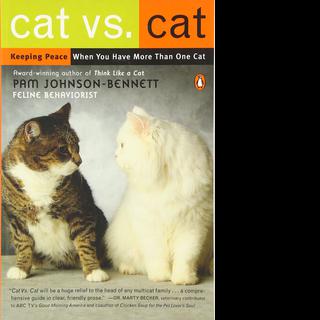 cat vs. cat
Keeping Peace When You Have More Than One Cat
Award-winning author of Think Like a Cat
PAM JOHNSON-BENNETT
FELINE BEHAVIORIST
"Cat Vs. Cat will be a huge relief to the head of any multicat family . . . a compre-
hensive guide in clear, friendly prose." —DR. MARTY BECKER, veterinary contributor
to ABC TV's Good Morning America and coauthor of Chicken Soup for the Pet Lover's Soul